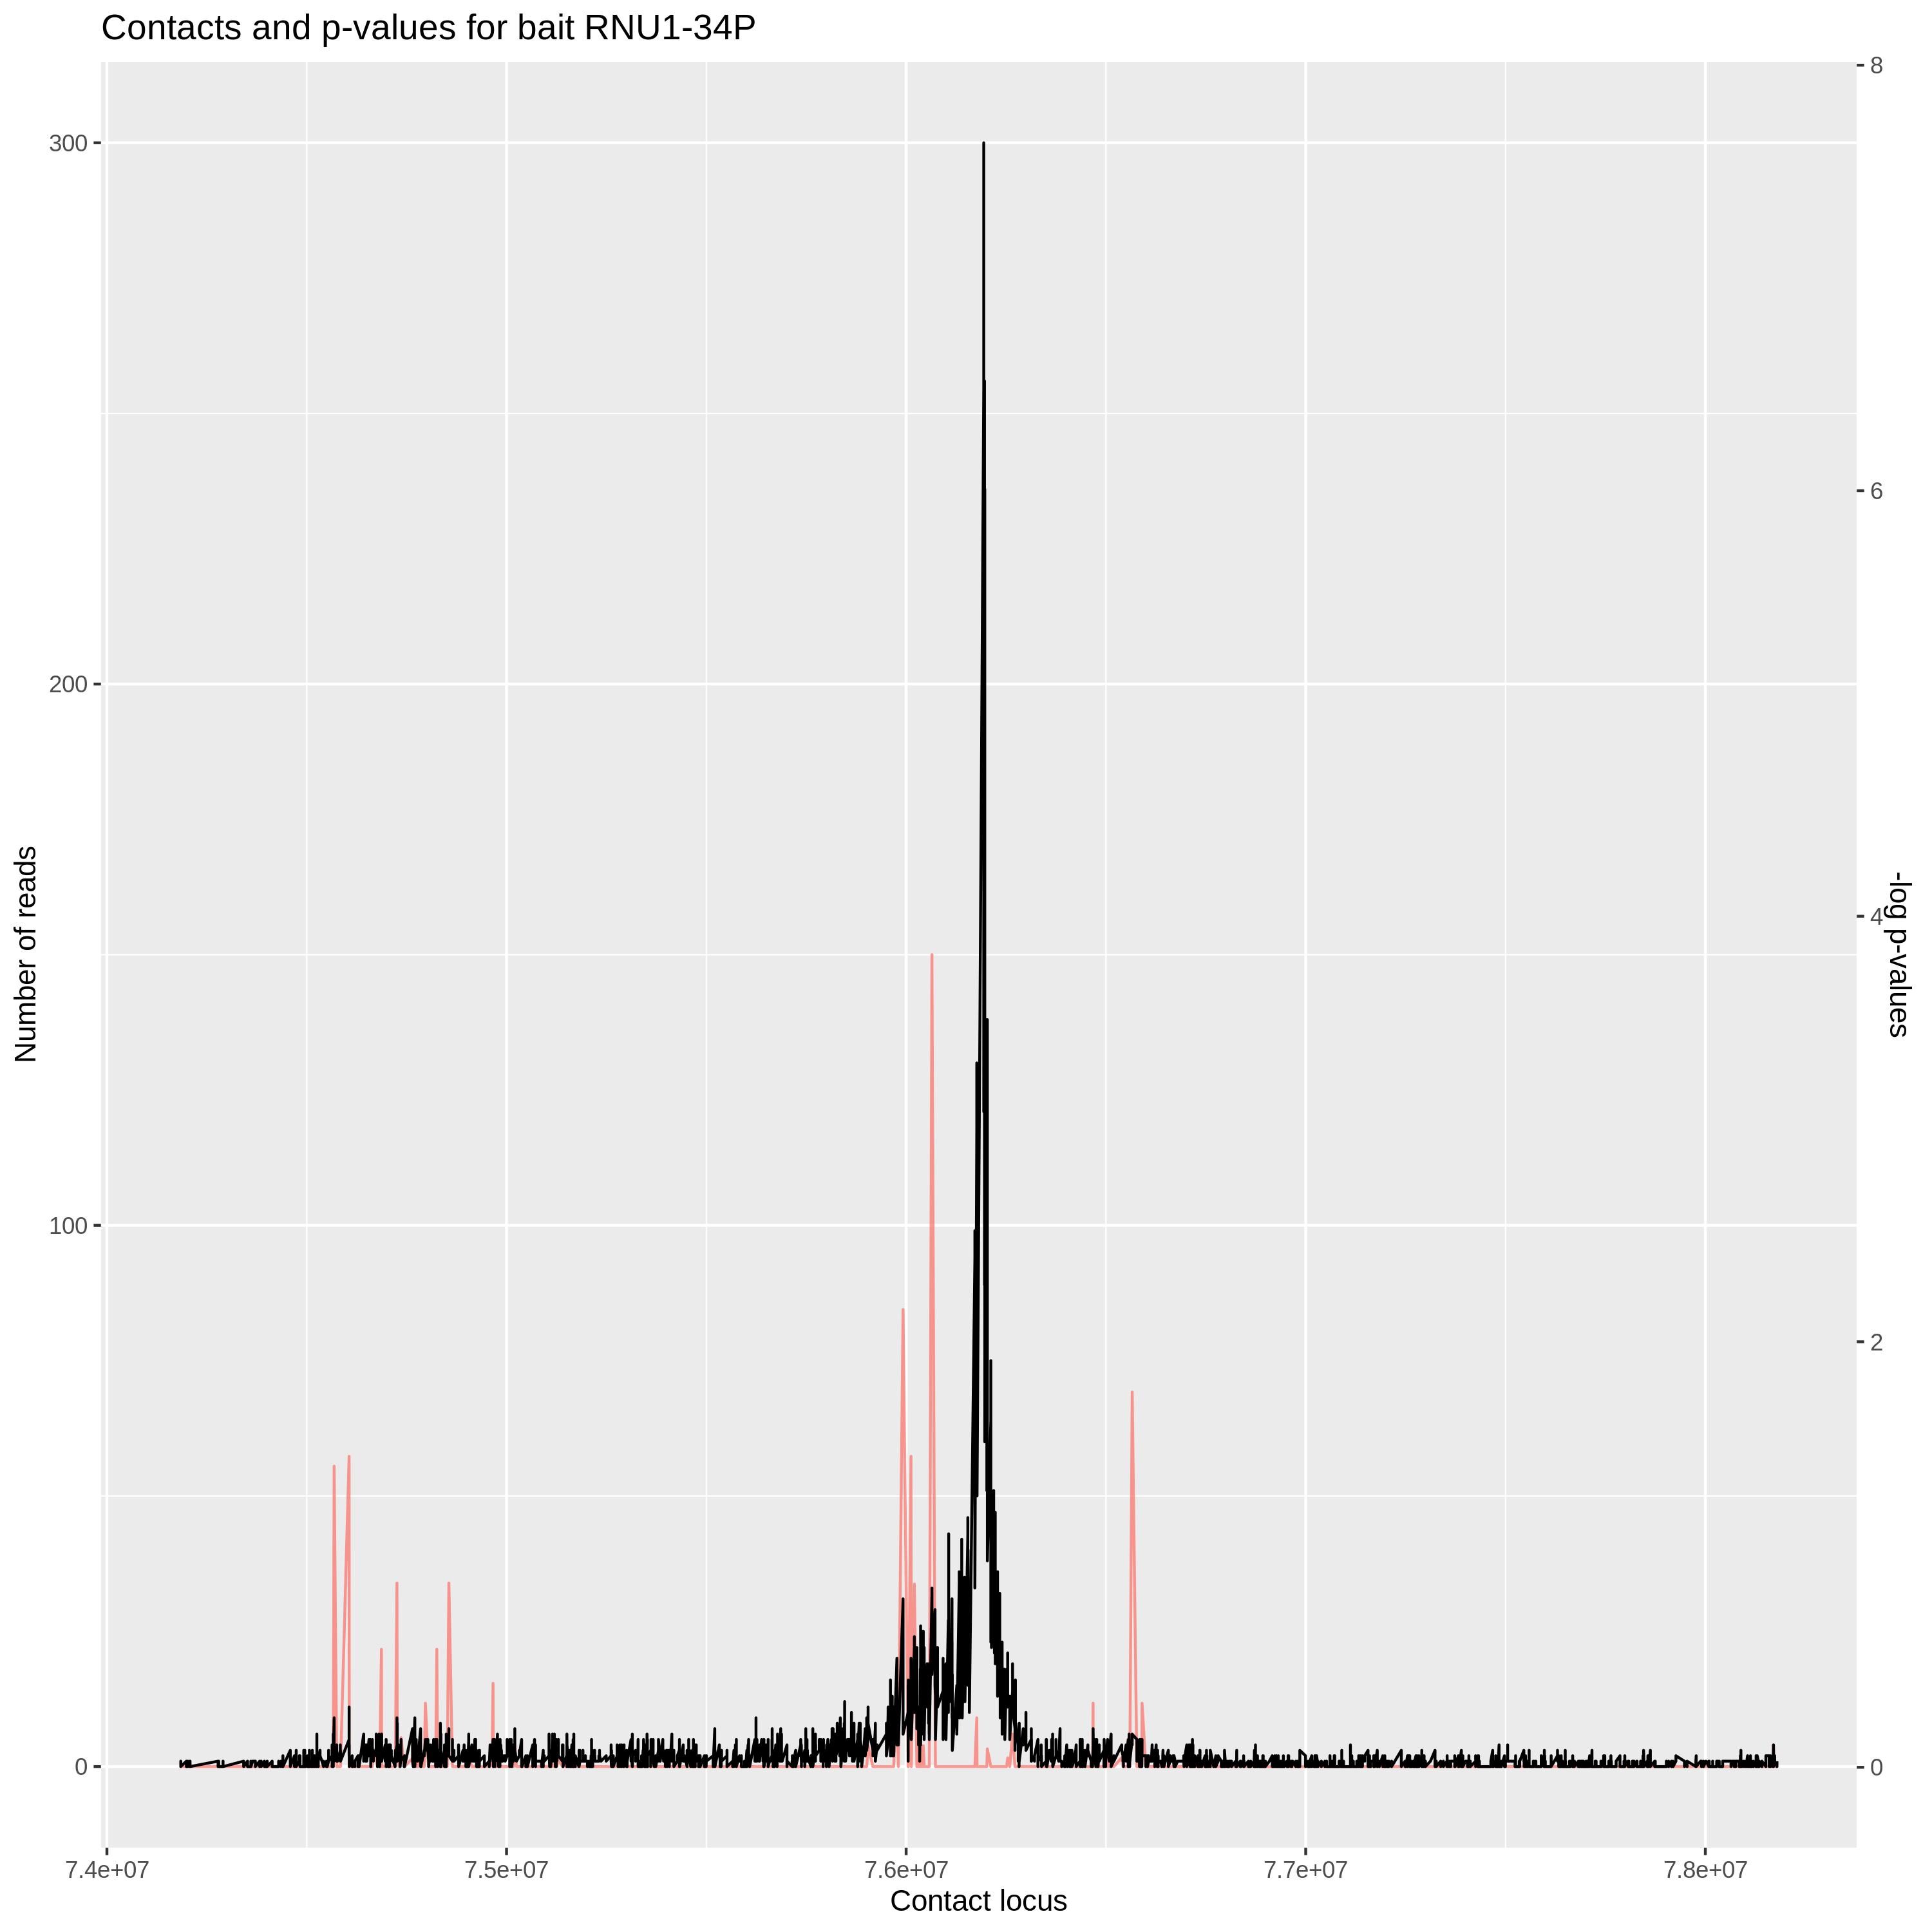 Contacts and p-values for bait RNU1-34P
8
300
6
200
4
Number of reads
-log p-values
100
2
0
0
7.4e+07
7.5e+07
7.6e+07
7.7e+07
7.8e+07
Contact locus